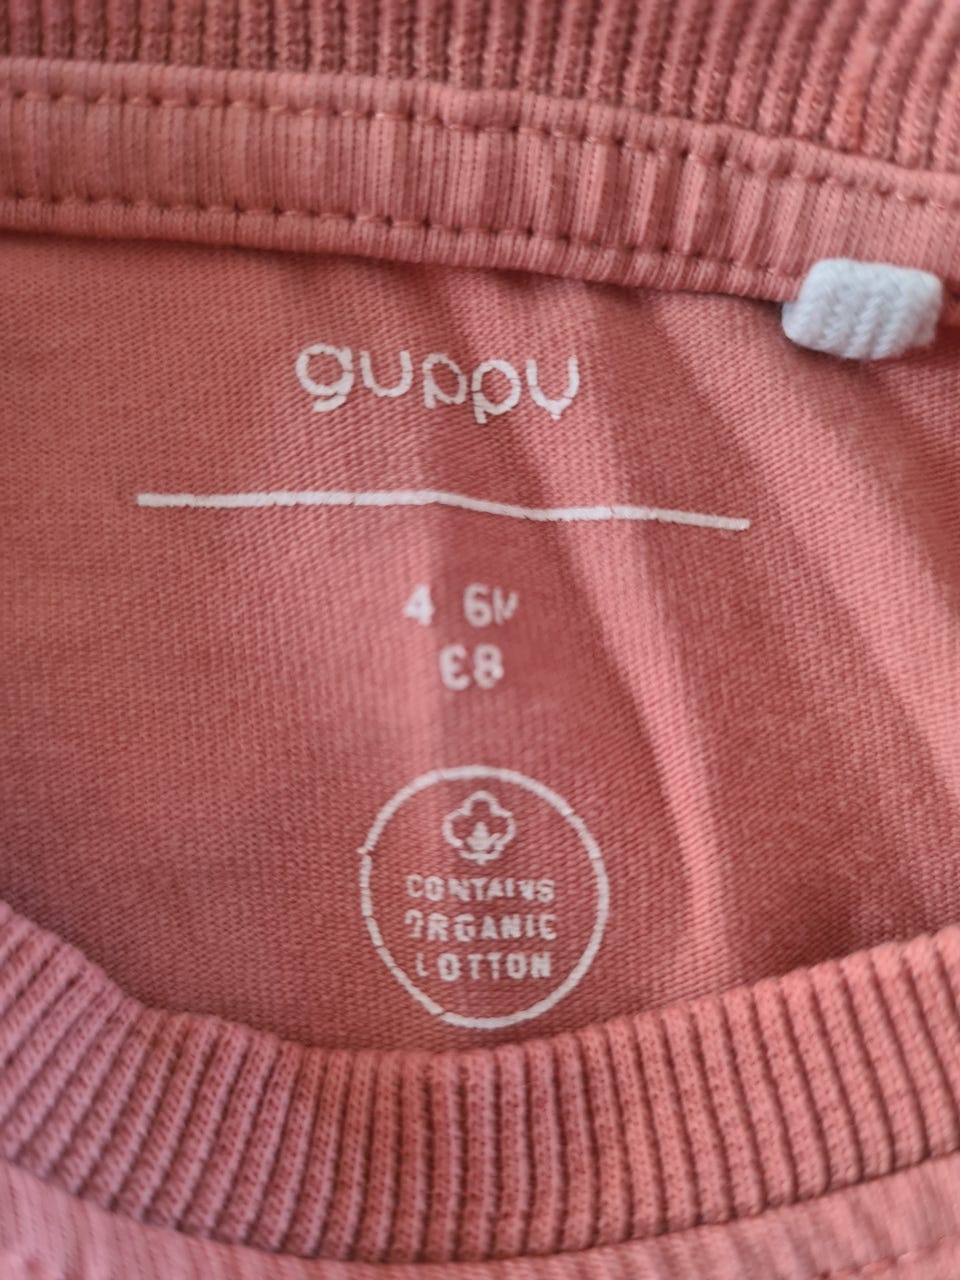 guppy
4-6M
68
CONTAINS
ORGANIC
COTTON